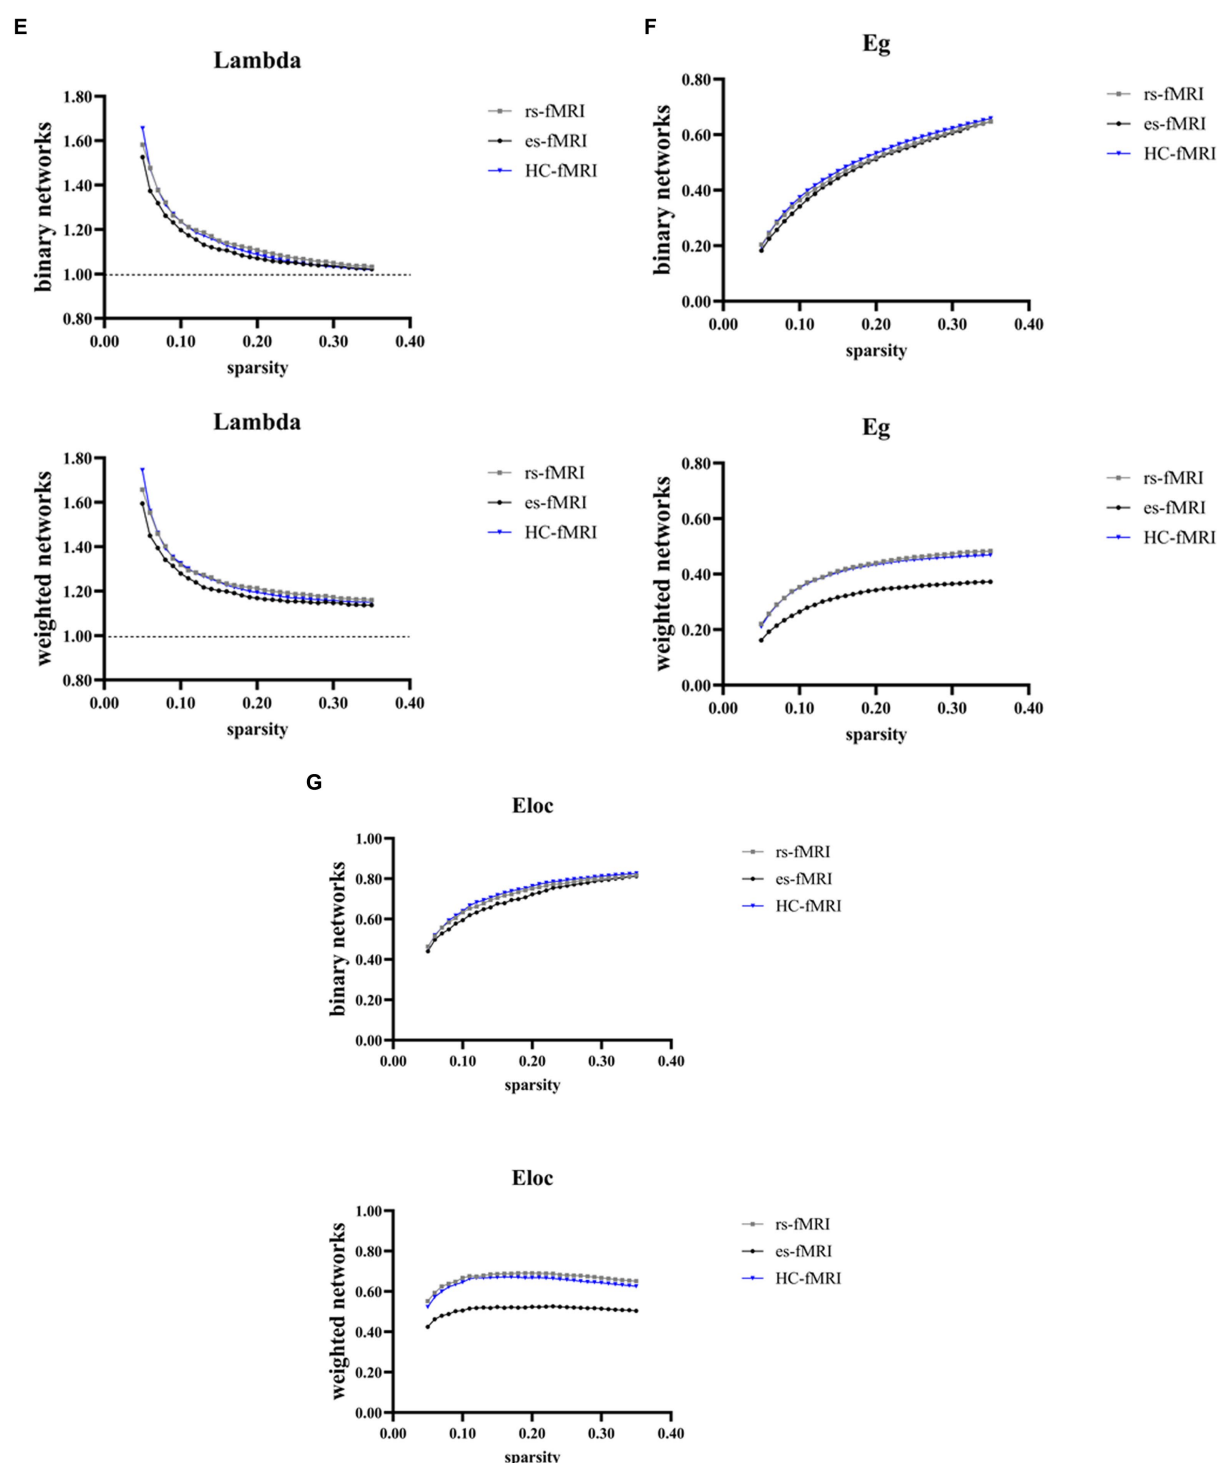 E
Lambda
binary networks
1.80
1.60
1.40
1.20
1.00
0.80
0.00 0.10 0.20 0.30 0.40
sparsity
rs-fMRI
es-fMRI
HC-fMRI
F
Eg
binary networks
0.80
0.60
0.40
0.20
0.00
0.00 0.10 0.20 0.30 0.40
sparsity
rs-fMRI
es-fMRI
HC-fMRI
Lambda
weighted networks
1.80
1.60
1.40
1.20
1.00
0.80
0.00 0.10 0.20 0.30 0.40
sparsity
rs-fMRI
es-fMRI
HC-fMRI
Eg
weighted networks
0.80
0.60
0.40
0.20
0.00
0.00 0.10 0.20 0.30 0.40
sparsity
rs-fMRI
es-fMRI
HC-fMRI
G
Eloc
binary networks
1.00
0.80
0.60
0.40
0.20
0.00
0.00 0.10 0.20 0.30 0.40
sparsity
rs-fMRI
es-fMRI
HC-fMRI
Eloc
weighted networks
1.00
0.80
0.60
0.40
0.20
0.00
0.00 0.10 0.20 0.30 0.40
sparsity
rs-fMRI
es-fMRI
HC-fMRI